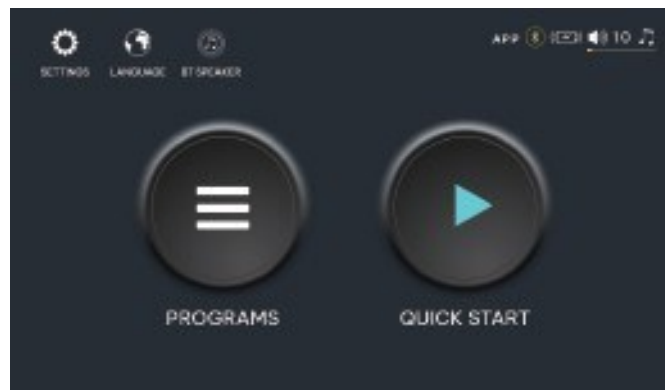 APP 10
SETTINGS LANGUAGE BT SPEAKER
PROGRAMS QUICK START